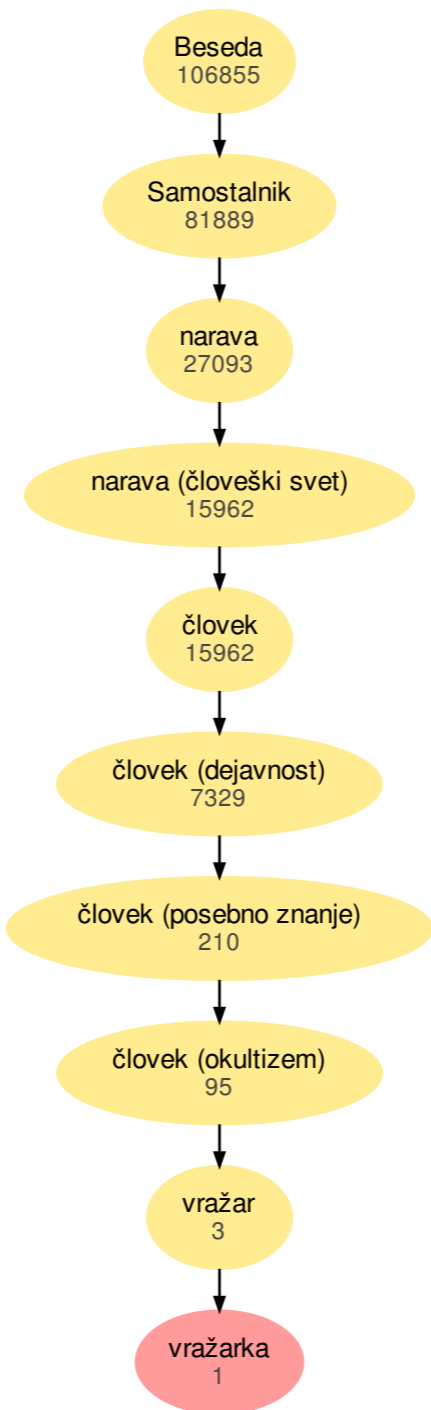 Beseda
106855
Samostalnik
81889
narava
27093
narava (človeški svet)
15962
človek
15962
človek (dejavnost)
7329
človek (posebno znanje)
210
človek (okultizem)
95
vražar
3
vražarka
1